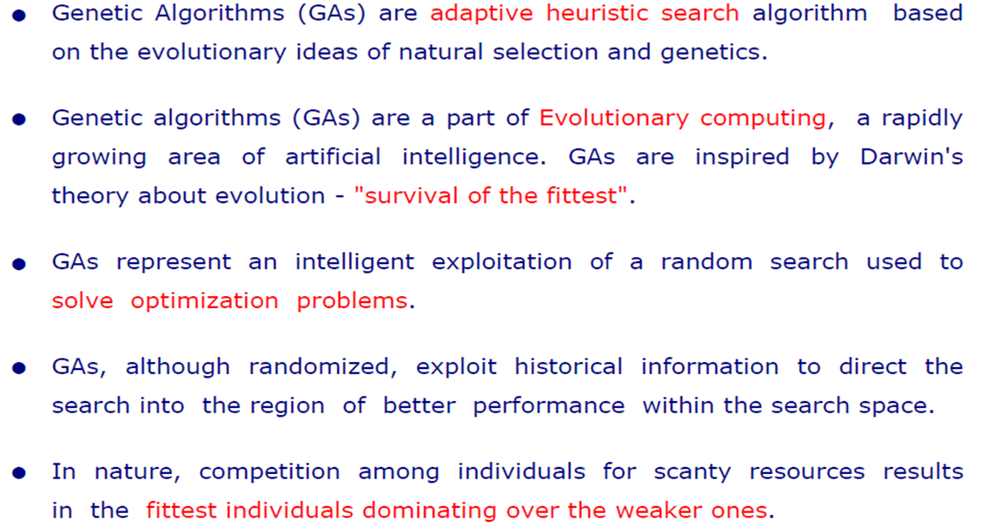 ● Genetic Algorithms (GAs) are adaptive heuristic search algorithm based
on the evolutionary ideas of natural selection and genetics.
● Genetic algorithms (GAs) are a part of Evolutionary computing, a rapidly
growing area of artificial intelligence. GAs are inspired by Darwin's
theory about evolution - "survival of the fittest".
● GAs represent an intelligent exploitation of a random search used to
solve optimization problems.
● GAs, although randomized, exploit historical information to direct the
search into the region of better performance within the search space.
● In nature, competition among individuals for scanty resources results
in the fittest individuals dominating over the weaker ones.